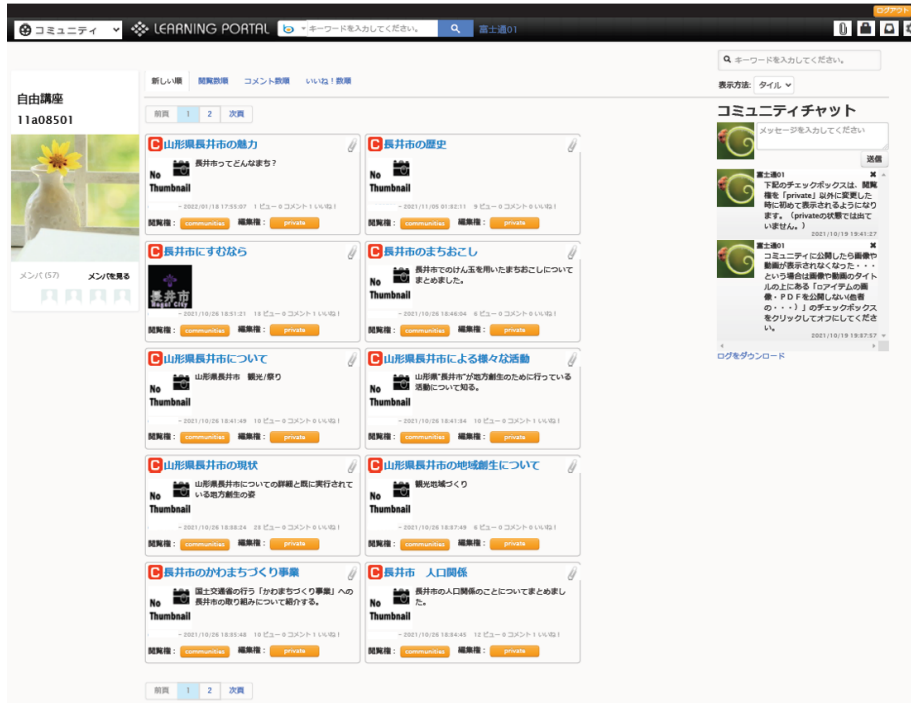 ログアウト
コミュニティ
LEARNING PORTAL
キーワードを入力してください。
富士通01
自由講座
11a08501
メンバ (57) メンバを見る
新しい順 閲覧数順 コメント数順 いいね！数順
前頁 1 2 次頁
C 山形県長井市の魅力
長井市ってどんなまち？
No
Thumbnail
閲覧権： communities 編集権： private
C 長井市の歴史
No
Thumbnail
閲覧権： communities 編集権： private
C 長井市にすむなら
長井市
Nagai City
閲覧権： communities 編集権： private
C 長井市のまちおこし
長井市でのけん玉を用いたまちおこしについて
まとめました。
No
Thumbnail
閲覧権： communities 編集権： private
C 山形県長井市について
山形県長井市 観光/祭り
No
Thumbnail
閲覧権： communities 編集権： private
C 山形県長井市による様々な活動
山形県"長井市"が地方創生のために行っている
活動について知る。
No
Thumbnail
閲覧権： communities 編集権： private
C 山形県長井市の現状
山形県長井市についての詳細と既に実行されて
いる地方創生の姿
No
Thumbnail
閲覧権： communities 編集権： private
C 山形県長井市の地域創生について
観光地域づくり
No
Thumbnail
閲覧権： communities 編集権： private
C 長井市のかわまちづくり事業
国土交通省の行う「かわまちづくり事業」への
長井市の取り組みについて紹介する。
No
Thumbnail
閲覧権： communities 編集権： private
C 長井市 人口関係
長井市の人口関係のことについてまとめまし
た。
No
Thumbnail
閲覧権： communities 編集権： private
前頁 1 2 次頁
キーワードを入力してください。
表示方法: タイル
コミュニティチャット
メッセージを入力してください
送信
富士通01
下記のチェックボックスは、閲覧
権を「private」以外に変更した
時に初めて表示されるようになり
ます。（privateの状態では出て
いません。）
2021/10/19 19:41:27
富士通01
コミュニティに公開したら画像や
動画が表示されなくなった・・・
という場合は画像や動画のタイト
ルの上にある「□アイテムの画
像・ＰＤＦを公開しない(他者
の・・・）」のチェックボックス
をクリックしてオフにしてくださ
い。
ログをダウンロード